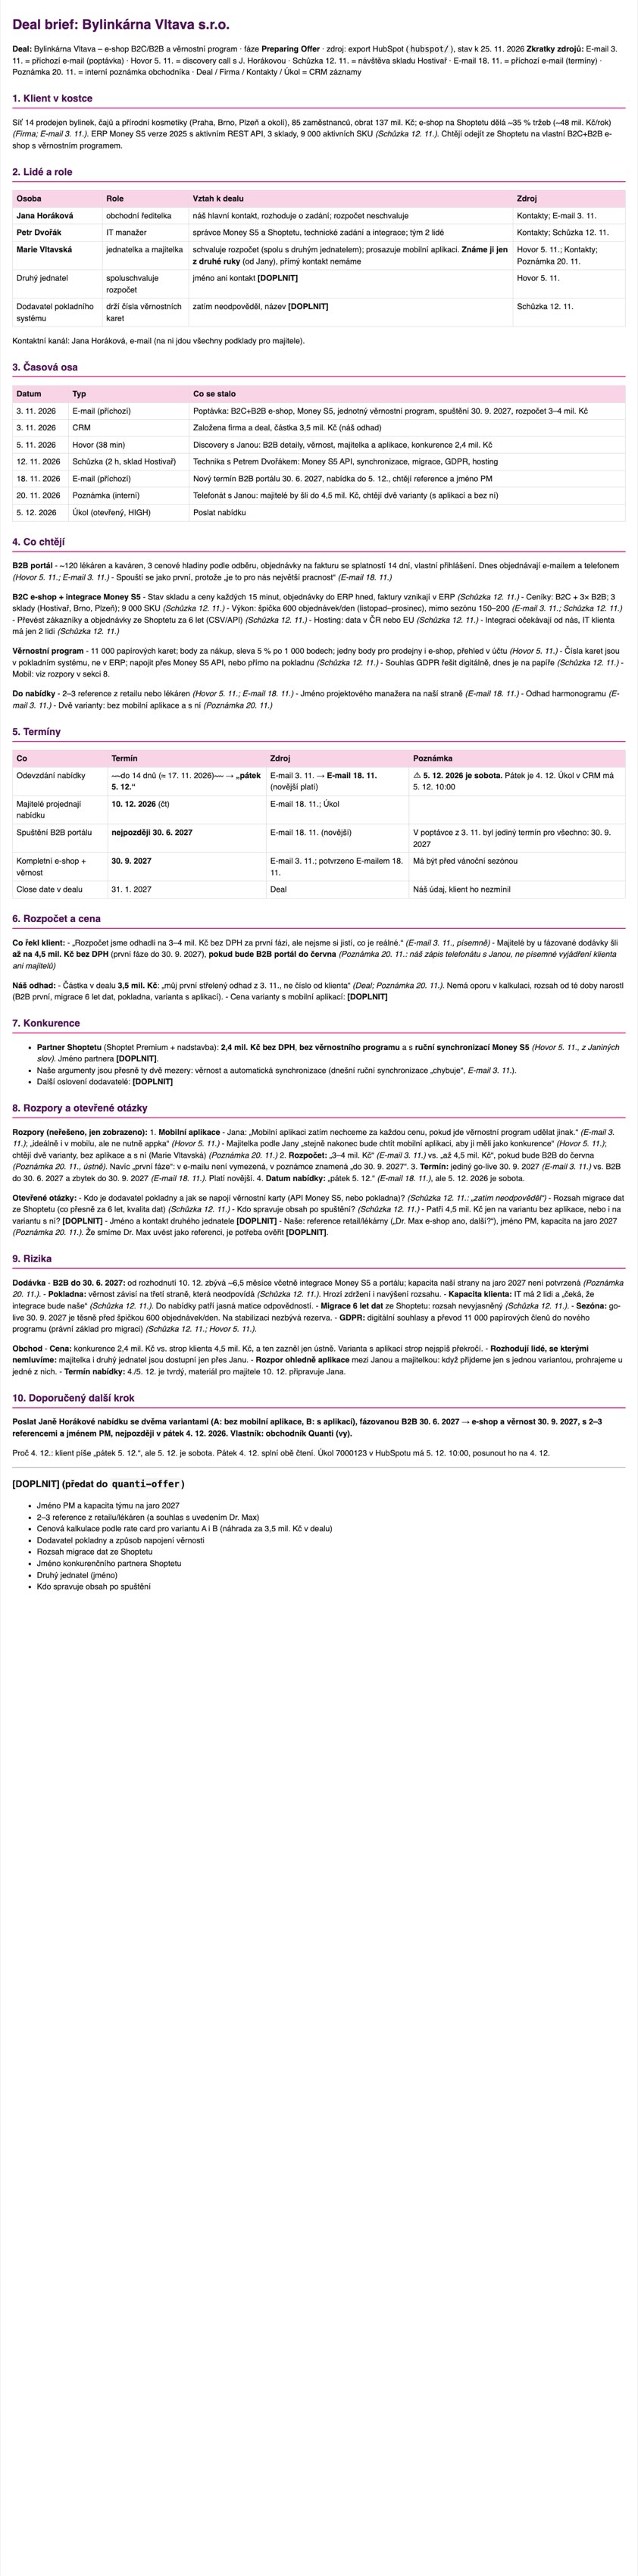 Deal brief: Bylinkárna Vltava s.r.o.
Deal: Bylinkárna Vltava – e-shop B2C/B2B a věrnostní program · fáze Preparing Offer · zdroj: export HubSpot (hubspot/), stav k 25. 11. 2026 Zkratky zdrojů: E-mail 3.
11. = příchozí e-mail (poptávka) · Hovor 5. 11. = discovery call s J. Horákovou · Schůzka 12. 11. = návštěva skladu Hostivař · E-mail 18. 11. = příchozí e-mail (termíny) ·
Poznámka 20. 11. = interní poznámka obchodníka · Deal / Firma / Kontakty / Úkol = CRM záznamy
1. Klient v kostce
Síť 14 prodejen bylinek, čajů a přírodní kosmetiky (Praha, Brno, Plzeň a okolí), 85 zaměstnanců, obrat 137 mil. Kč; e-shop na Shoptetu dělá ~35 % tržeb (~48 mil. Kč/rok)
(Firma; E-mail 3. 11.). ERP Money S5 verze 2025 s aktivním REST API, 3 sklady, 9 000 aktivních SKU (Schůzka 12. 11.). Chtějí odejít ze Shoptetu na vlastní B2C+B2B e-
shop s věrnostním programem.
2. Lidé a role
Osoba Role Vztah k dealu Zdroj
Jana Horáková obchodní ředitelka náš hlavní kontakt, rozhoduje o zadání; rozpočet neschvaluje Kontakty; E-mail 3. 11.
Petr Dvořák IT manažer správce Money S5 a Shoptetu, technické zadání a integrace; tým 2 lidé Kontakty; Schůzka 12. 11.
Marie Vltavská jednatelka a majitelka schvaluje rozpočet (spolu s druhým jednatelem); prosazuje mobilní aplikaci. Známe ji jen z druhé ruky (od Jany), přímý kontakt nemáme Hovor 5. 11.; Kontakty; Poznámka 20. 11.
Druhý jednatel spoluschvaluje rozpočet jméno ani kontakt [DOPLNIT] Hovor 5. 11.
Dodavatel pokladního systému drží čísla věrnostních karet zatím neodpověděl, název [DOPLNIT] Schůzka 12. 11.
Kontaktní kanál: Jana Horáková, e-mail (na ni jdou všechny podklady pro majitele).
3. Časová osa
Datum Typ Co se stalo
3. 11. 2026 E-mail (příchozí) Poptávka: B2C+B2B e-shop, Money S5, jednotný věrnostní program, spuštění 30. 9. 2027, rozpočet 3–4 mil. Kč
3. 11. 2026 CRM Založena firma a deal, částka 3,5 mil. Kč (náš odhad)
5. 11. 2026 Hovor (38 min) Discovery s Janou: B2B detaily, věrnost, majitelka a aplikace, konkurence 2,4 mil. Kč
12. 11. 2026 Schůzka (2 h, sklad Hostivař) Technika s Petrem Dvořákem: Money S5 API, synchronizace, migrace, GDPR, hosting
18. 11. 2026 E-mail (příchozí) Nový termín B2B portálu 30. 6. 2027, nabídka do 5. 12., chtějí reference a jméno PM
20. 11. 2026 Poznámka (interní) Telefonát s Janou: majitelé by šli do 4,5 mil. Kč, chtějí dvě varianty (s aplikací a bez ní)
5. 12. 2026 Úkol (otevřený, HIGH) Poslat nabídku
4. Co chtějí
B2B portál - ~120 lékáren a kaváren, 3 cenové hladiny podle odběru, objednávky na fakturu se splatností 14 dní, vlastní přihlášení. Dnes objednávají e-mailem a telefonem
(Hovor 5. 11.; E-mail 3. 11.) - Spouští se jako první, protože „je to pro nás největší pracnost“ (E-mail 18. 11.)
B2C e-shop + integrace Money S5 - Stav skladu a ceny každých 15 minut, objednávky do ERP hned, faktury vznikají v ERP (Schůzka 12. 11.) - Ceníky: B2C + 3× B2B; 3
sklady (Hostivař, Brno, Plzeň); 9 000 SKU (Schůzka 12. 11.) - Výkon: špička 600 objednávek/den (listopad–prosinec), mimo sezónu 150–200 (E-mail 3. 11.; Schůzka 12. 11.)
- Převést zákazníky a objednávky ze Shoptetu za 6 let (CSV/API) (Schůzka 12. 11.) - Hosting: data v ČR nebo EU (Schůzka 12. 11.) - Integraci očekávají od nás, IT klienta
má jen 2 lidi (Schůzka 12. 11.)
Věrnostní program - 11 000 papírových karet; body za nákup, sleva 5 % po 1 000 bodech; jedny body pro prodejny i e-shop, přehled v účtu (Hovor 5. 11.) - Čísla karet jsou
v pokladním systému, ne v ERP; napojit přes Money S5 API, nebo přímo na pokladnu (Schůzka 12. 11.) - Souhlas GDPR řešit digitálně, dnes je na papíře (Schůzka 12. 11.) -
Mobil: viz rozpory v sekci 8.
Do nabídky - 2–3 reference z retailu nebo lékáren (Hovor 5. 11.; E-mail 18. 11.) - Jméno projektového manažera na naší straně (E-mail 18. 11.) - Odhad harmonogramu (E-
mail 3. 11.) - Dvě varianty: bez mobilní aplikace a s ní (Poznámka 20. 11.)
5. Termíny
Co Termín Zdroj Poznámka
Odevzdání nabídky ~~do 14 dnů (≈ 17. 11. 2026)~~ → „pátek 5. 12.“ E-mail 3. 11. → E-mail 18. 11. (novější platí) ⚠ 5. 12. 2026 je sobota. Pátek je 4. 12. Úkol v CRM má 5. 12. 10:00
Majitelé projednají nabídku 10. 12. 2026 (čt) E-mail 18. 11.; Úkol
Spuštění B2B portálu nejpozději 30. 6. 2027 E-mail 18. 11. (novější) V poptávce z 3. 11. byl jediný termín pro všechno: 30. 9. 2027
Kompletní e-shop + věrnost 30. 9. 2027 E-mail 3. 11.; potvrzeno E-mailem 18. 11. Má být před vánoční sezónou
Close date v dealu 31. 1. 2027 Deal Náš údaj, klient ho nezmínil
6. Rozpočet a cena
Co řekl klient: - „Rozpočet jsme odhadli na 3–4 mil. Kč bez DPH za první fázi, ale nejsme si jistí, co je reálné.“ (E-mail 3. 11., písemně) - Majitelé by u fázované dodávky šli
až na 4,5 mil. Kč bez DPH (první fáze do 30. 9. 2027), pokud bude B2B portál do června (Poznámka 20. 11.: náš zápis telefonátu s Janou, ne písemné vyjádření klienta
ani majitelů)
Náš odhad: - Částka v dealu 3,5 mil. Kč: „můj první střelený odhad z 3. 11., ne číslo od klienta“ (Deal; Poznámka 20. 11.). Nemá oporu v kalkulaci, rozsah od té doby narostl
(B2B první, migrace 6 let dat, pokladna, varianta s aplikací). - Cena varianty s mobilní aplikací: [DOPLNIT]
7. Konkurence
• Partner Shoptetu (Shoptet Premium + nadstavba): 2,4 mil. Kč bez DPH, bez věrnostního programu a s ruční synchronizací Money S5 (Hovor 5. 11., z Janiných
slov). Jméno partnera [DOPLNIT].
• Naše argumenty jsou přesně ty dvě mezery: věrnost a automatická synchronizace (dnešní ruční synchronizace „chybuje“, E-mail 3. 11.).
• Další oslovení dodavatelé: [DOPLNIT]
8. Rozpory a otevřené otázky
Rozpory (neřešeno, jen zobrazeno): 1. Mobilní aplikace - Jana: „Mobilní aplikaci zatím nechceme za každou cenu, pokud jde věrnostní program udělat jinak.“ (E-mail 3.
11.); „ideálně i v mobilu, ale ne nutně appka“ (Hovor 5. 11.) - Majitelka podle Jany „stejně nakonec bude chtít mobilní aplikaci, aby ji měli jako konkurence“ (Hovor 5. 11.);
chtějí dvě varianty, bez aplikace a s ní (Marie Vltavská) (Poznámka 20. 11.) 2. Rozpočet: „3–4 mil. Kč“ (E-mail 3. 11.) vs. „až 4,5 mil. Kč“, pokud bude B2B do června
(Poznámka 20. 11., ústně). Navíc „první fáze“: v e-mailu není vymezená, v poznámce znamená „do 30. 9. 2027“. 3. Termín: jediný go-live 30. 9. 2027 (E-mail 3. 11.) vs. B2B
do 30. 6. 2027 a zbytek do 30. 9. 2027 (E-mail 18. 11.). Platí novější. 4. Datum nabídky: „pátek 5. 12.“ (E-mail 18. 11.), ale 5. 12. 2026 je sobota.
Otevřené otázky: - Kdo je dodavatel pokladny a jak se napojí věrnostní karty (API Money S5, nebo pokladna)? (Schůzka 12. 11.: „zatím neodpověděl“) - Rozsah migrace dat
ze Shoptetu (co přesně za 6 let, kvalita dat) (Schůzka 12. 11.) - Kdo spravuje obsah po spuštění? (Schůzka 12. 11.) - Patří 4,5 mil. Kč jen na variantu bez aplikace, nebo i na
variantu s ní? [DOPLNIT] - Jméno a kontakt druhého jednatele [DOPLNIT] - Naše: reference retail/lékárny („Dr. Max e-shop ano, další?“), jméno PM, kapacita na jaro 2027
(Poznámka 20. 11.). Že smíme Dr. Max uvést jako referenci, je potřeba ověřit [DOPLNIT].
9. Rizika
Dodávka - B2B do 30. 6. 2027: od rozhodnutí 10. 12. zbývá ~6,5 měsíce včetně integrace Money S5 a portálu; kapacita naší strany na jaro 2027 není potvrzená (Poznámka
20. 11.). - Pokladna: věrnost závisí na třetí straně, která neodpovídá (Schůzka 12. 11.). Hrozí zdržení i navýšení rozsahu. - Kapacita klienta: IT má 2 lidi a „čeká, že
integrace bude naše“ (Schůzka 12. 11.). Do nabídky patří jasná matice odpovědností. - Migrace 6 let dat ze Shoptetu: rozsah nevyjasněný (Schůzka 12. 11.). - Sezóna: go-
live 30. 9. 2027 je těsně před špičkou 600 objednávek/den. Na stabilizaci nezbývá rezerva. - GDPR: digitální souhlasy a převod 11 000 papírových členů do nového
programu (právní základ pro migraci) (Schůzka 12. 11.; Hovor 5. 11.).
Obchod - Cena: konkurence 2,4 mil. Kč vs. strop klienta 4,5 mil. Kč, a ten zazněl jen ústně. Varianta s aplikací strop nejspíš překročí. - Rozhodují lidé, se kterými
nemluvíme: majitelka i druhý jednatel jsou dostupní jen přes Janu. - Rozpor ohledně aplikace mezi Janou a majitelkou: když přijdeme jen s jednou variantou, prohrajeme u
jedné z nich. - Termín nabídky: 4./5. 12. je tvrdý, materiál pro majitele 10. 12. připravuje Jana.
10. Doporučený další krok
Poslat Janě Horákové nabídku se dvěma variantami (A: bez mobilní aplikace, B: s aplikací), fázovanou B2B 30. 6. 2027 → e-shop a věrnost 30. 9. 2027, s 2–3
referencemi a jménem PM, nejpozději v pátek 4. 12. 2026. Vlastník: obchodník Quanti (vy).
Proč 4. 12.: klient píše „pátek 5. 12.“, ale 5. 12. je sobota. Pátek 4. 12. splní obě čtení. Úkol 7000123 v HubSpotu má 5. 12. 10:00, posunout ho na 4. 12.
[DOPLNIT] (předat do quanti-offer)
• Jméno PM a kapacita týmu na jaro 2027
• 2–3 reference z retailu/lékáren (a souhlas s uvedením Dr. Max)
• Cenová kalkulace podle rate card pro variantu A i B (náhrada za 3,5 mil. Kč v dealu)
• Dodavatel pokladny a způsob napojení věrnosti
• Rozsah migrace dat ze Shoptetu
• Jméno konkurenčního partnera Shoptetu
• Druhý jednatel (jméno)
• Kdo spravuje obsah po spuštění